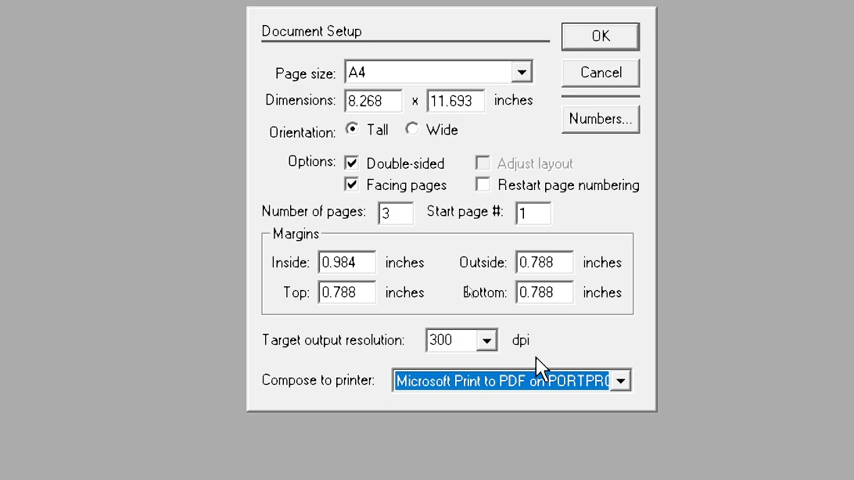 Document Setup
OK
Page size: A4
Cancel
Dimensions: 8.268 x 11.693 inches
Numbers...
Orientation: Tall Wide
Options: Double-sided Adjust layout
Facing pages Restart page numbering
Number of pages: 3 Start page #: 1
Margins
Inside: 0.984 inches Outside: 0.788 inches
Top: 0.788 inches Bottom: 0.788 inches
Target output resolution: 300 dpi
Compose to printer: Microsoft Print to PDF on PORTPRO